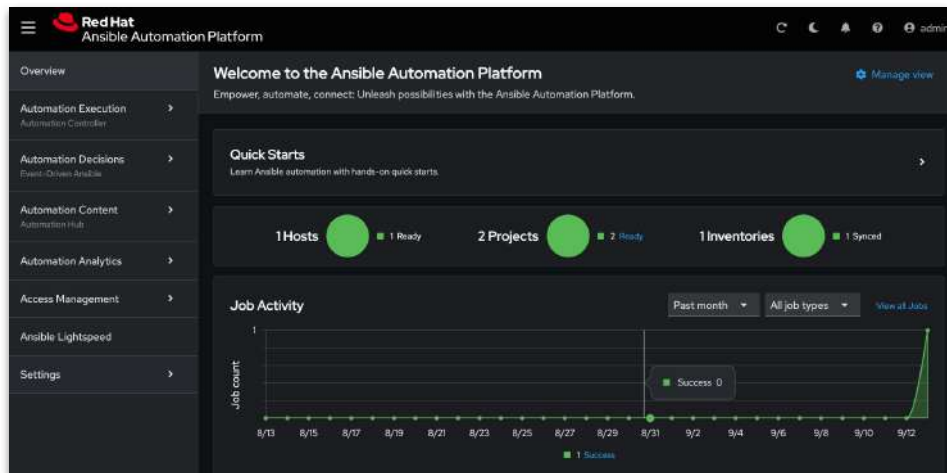 Red Hat
Ansible Automation Platform
admin
Overview
Automation Execution
Automation Controller
Automation Decisions
Event-Driven Ansible
Automation Content
Automation Hub
Automation Analytics
Access Management
Ansible Lightspeed
Settings
Welcome to the Ansible Automation Platform
Empower, automate, connect: Unleash possibilities with the Ansible Automation Platform.
Manage view
Quick Starts
Learn Ansible automation with hands-on quick starts.
1 Hosts 1 Ready 2 Projects 2 Ready 1 Inventories 1 Synced
Job Activity Past month All job types View all Jobs
1
Job count
Success 0
0
8/13 8/15 8/17 8/19 8/21 8/23 8/25 8/27 8/29 8/31 9/2 9/4 9/6 9/8 9/10 9/12
1 Success